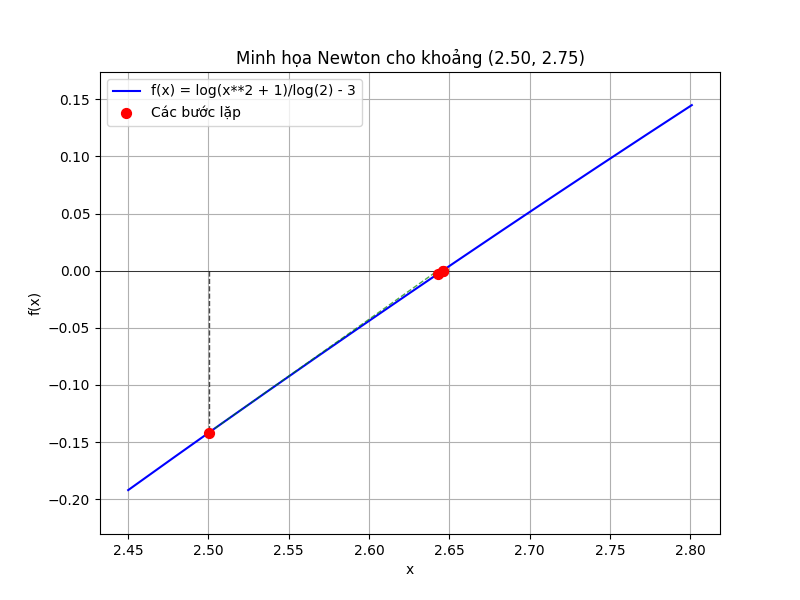 Minh họa Newton cho khoảng (2.50, 2.75)
f(x) = log(x**2 + 1)/log(2) - 3
Các bước lặp
0.15
0.10
0.05
0.00
−0.05
−0.10
−0.15
−0.20
f(x)
2.45 2.50 2.55 2.60 2.65 2.70 2.75 2.80
x